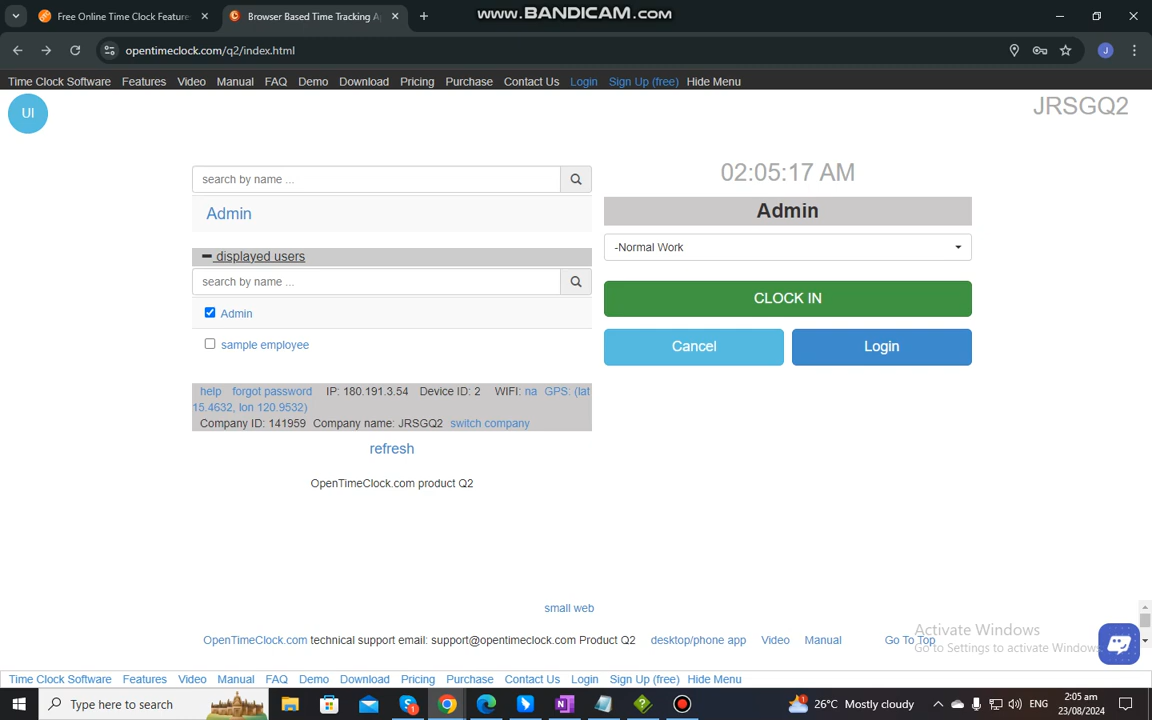 www.BANDICAM.com
Free Online Time Clock Feature
Browser Based Time Tracking A
opentimeclock.com/q2/index.html
J
Time Clock Software Features Video Manual FAQ Demo Download Pricing Purchase Contact Us Login Sign Up (free) Hide Menu
UI
JRSGQ2
search by name ...
Admin
displayed users
search by name ...
Admin
sample employee
help forgot password IP: 180.191.3.54 Device ID: 2 WIFI: na GPS: (lat
15.4632, lon 120.9532)
Company ID: 141959 Company name: JRSGQ2 switch company
refresh
OpenTimeClock.com product Q2
02:05:17 AM
Admin
-Normal Work
CLOCK IN
Cancel
Login
small web
OpenTimeClock.com technical support email: support@opentimeclock.com Product Q2 desktop/phone app Video Manual Go To Top
Activate Windows
Go to Settings to activate Windows
Time Clock Software Features Video Manual FAQ Demo Download Pricing Purchase Contact Us Login Sign Up (free) Hide Menu
Type here to search
26°C Mostly cloudy
ENG
2:05 am
23/08/2024